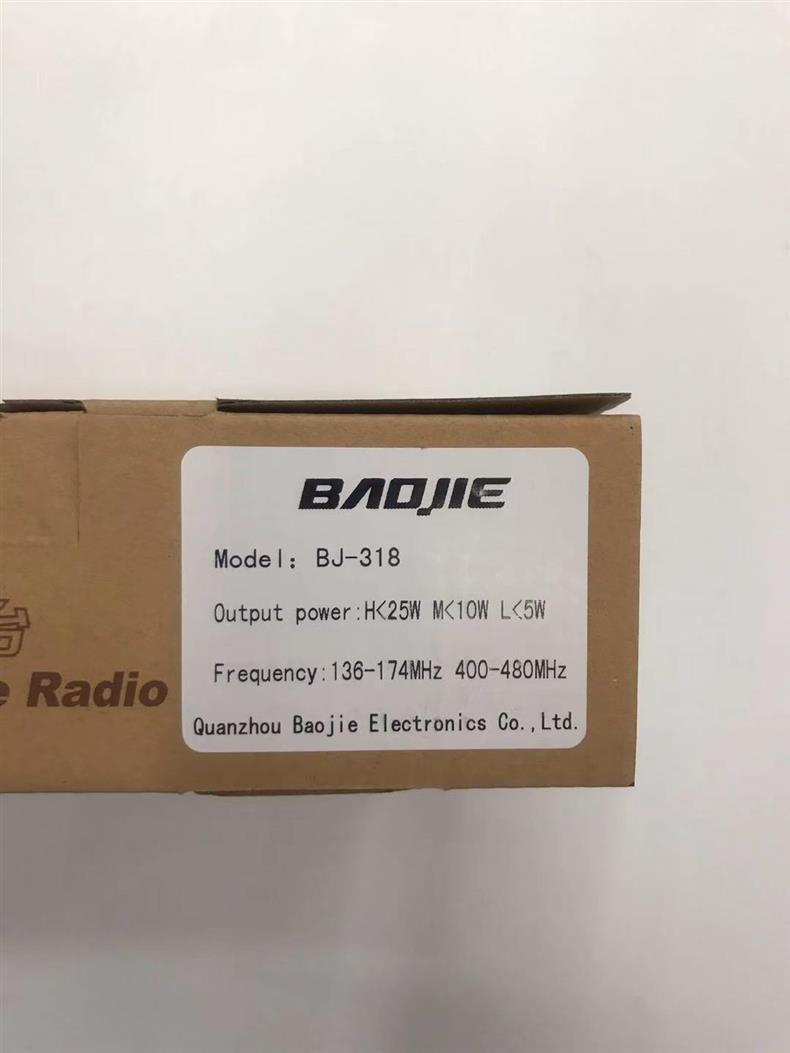 BAOJIE
Model: BJ-318
Output power:H<25W M<10W L<5W
Frequency:136-174MHz 400-480MHz
Quanzhou Baojie Electronics Co.,Ltd.
台
Radio